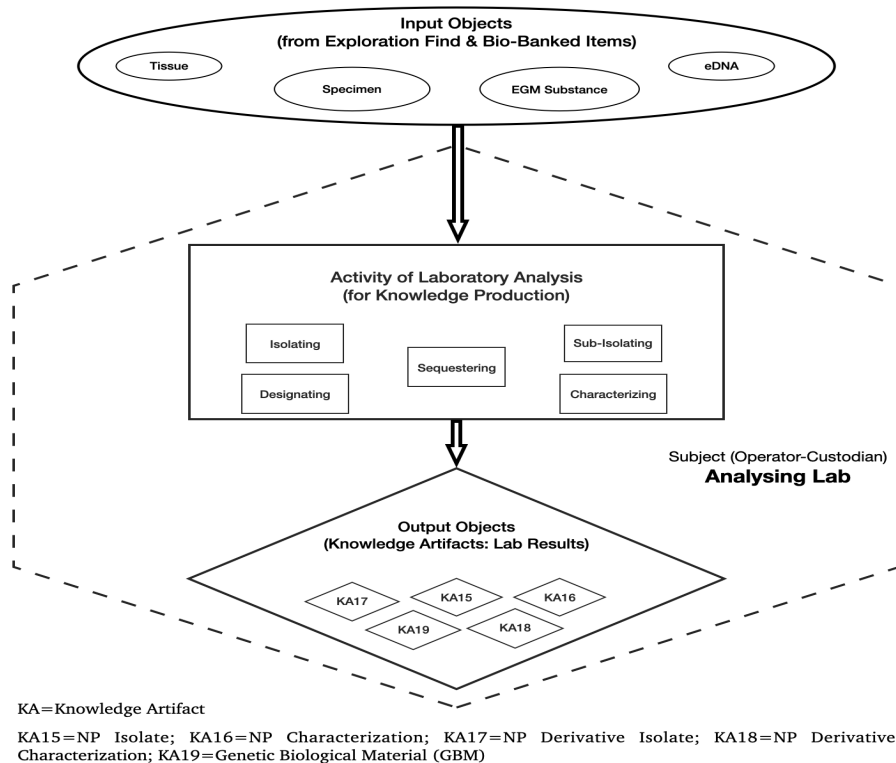 Input Objects
(from Exploration Find & Bio-Banked Items)
Tissue
Specimen
EGM Substance
eDNA
Activity of Laboratory Analysis
(for Knowledge Production)
Isolating
Sequestering
Sub-Isolating
Designating
Characterizing
Subject (Operator-Custodian)
Analysing Lab
Output Objects
(Knowledge Artifacts: Lab Results)
KA17
KA15
KA16
KA19
KA18
KA=Knowledge Artifact
KA15=NP Isolate; KA16=NP Characterization; KA17=NP Derivative Isolate; KA18=NP Derivative
Characterization; KA19=Genetic Biological Material (GBM)